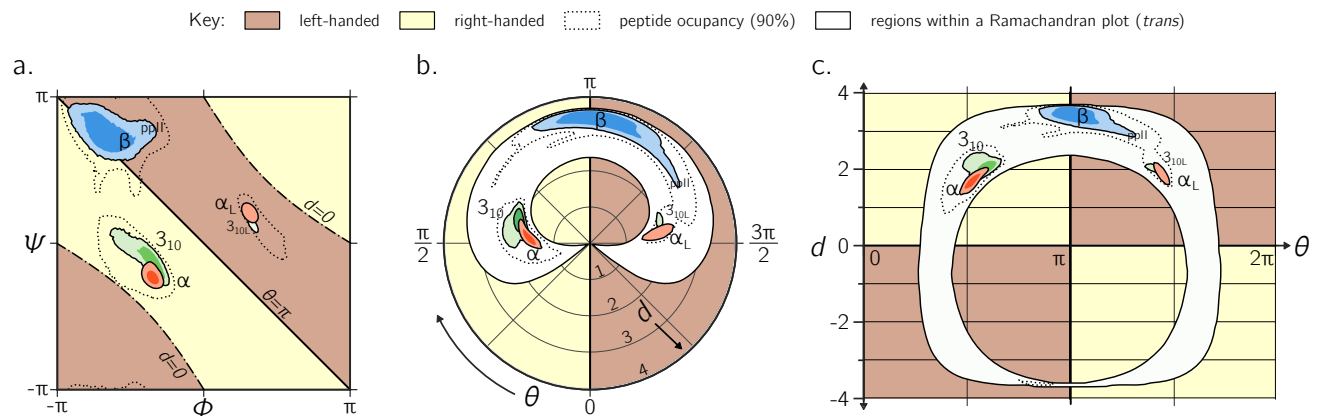 Key: left-handed right-handed peptide ocupancy (90%) regions within a Ramachandran plot (trans)
a.
π
β
ppII
α_L
3_10L
d=0
Ψ
3_10
α
θ=π
d=0
-π
-π
Φ
π
b.
π
β
ppII
3_10
3_10L
α_L
α
π/2
3π/2
1
2
3
4
d
θ
0
c.
4
β
ppII
3_10
3_10L
α
α_L
2
d
0
0
π
2π
θ
-2
-4